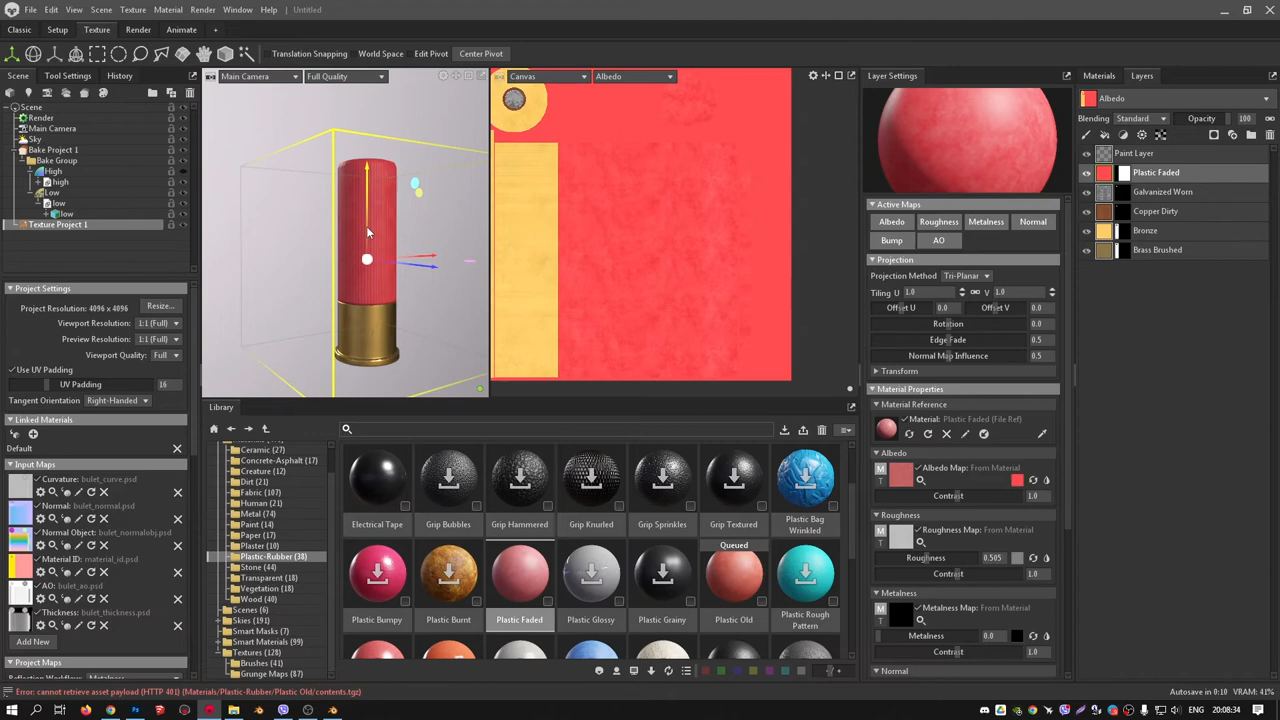 File Edit View Scene Texture Material Render Window Help Untitled
Classic Setup Texture Render Animate +
Translation Snapping World Space Edit Pivot Center Pivot
Scene Tool Settings History
Main Camera Full Quality
Canvas Albedo
Layer Settings
Materials Layers
Scene
Render
Main Camera
Sky
Bake Project 1
Bake Group
High
high
Low
low
low
Texture Project 1
Project Settings
Project Resolution: 4096 x 4096 Resize...
Viewport Resolution: 1:1 (Full)
Preview Resolution: 1:1 (Full)
Viewport Quality: Full
Use UV Padding
UV Padding 16
Tangent Orientation Right-Handed
Linked Materials
Default
Input Maps
Curvature: bulet_curve.psd
Normal: bulet_normal.psd
Normal Object: bulet_normalobj.psd
Material ID: material_id.psd
AO: bulet_ao.psd
Thickness: bulet_thickness.psd
Add New
Project Maps
Library
Ceramic (27)
Concrete-Asphalt (17)
Creature (12)
Dirt (21)
Fabric (107)
Human (21)
Metal (74)
Paint (14)
Paper (17)
Plaster (10)
Plastic-Rubber (38)
Stone (44)
Transparent (18)
Vegetation (18)
Wood (40)
Scenes (6)
Skies (191)
Smart Masks (7)
Smart Materials (99)
Textures (128)
Brushes (41)
Grunge Maps (87)
Electrical Tape Grip Bubbles Grip Hammered Grip Knurled Grip Sprinkles Grip Textured Plastic Bag Wrinkled
Queued
Plastic Bumpy Plastic Burnt Plastic Faded Plastic Glossy Plastic Grainy Plastic Old Plastic Rough Pattern
Active Maps
Albedo Roughness Metalness Normal
Bump AO
Projection
Projection Method Tri-Planar
Tiling U 1.0 V 1.0
Offset U 0.0 Offset V 0.0
Rotation 0.0
Edge Fade 0.5
Normal Map Influence 0.5
Transform
Material Properties
Material Reference
Material: Plastic Faded (File Ref)
Albedo
M Albedo Map: From Material
T
Contrast 1.0
Roughness
M Roughness Map: From Material
T
Roughness 0.505
Contrast 1.0
Metalness
M Metalness Map: From Material
T
Metalness 0.0
Contrast 1.0
Normal
Albedo
Blending Standard Opacity 100
Paint Layer
Plastic Faded
Galvanized Worn
Copper Dirty
Bronze
Brass Brushed
Error: cannot retrieve asset payload (HTTP 401) (Materials/Plastic-Rubber/Plastic Old/contents.tgz)
Autosave in 0:10 VRAM: 41%
20:08:34